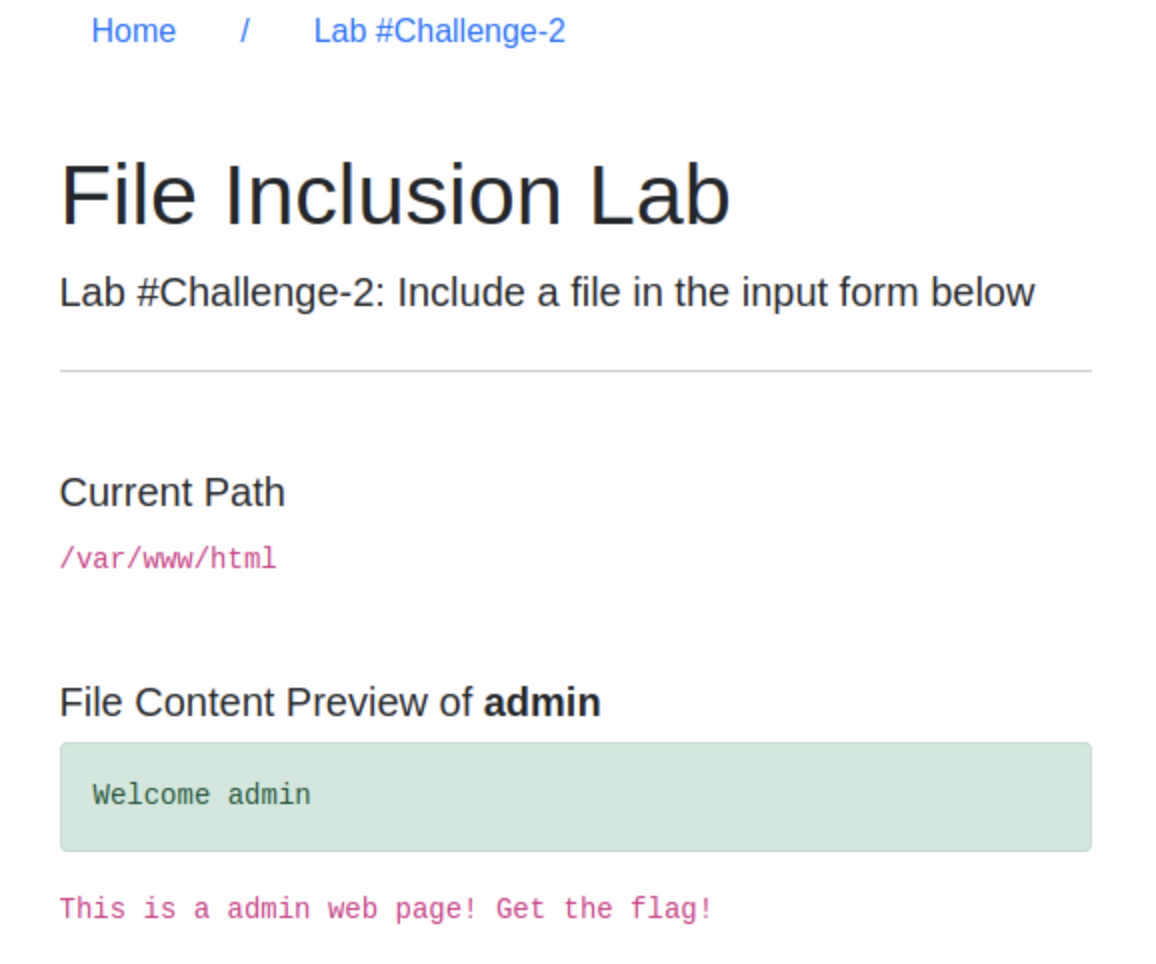 Home / Lab #Challenge-2
File Inclusion Lab
Lab #Challenge-2: Include a file in the input form below
Current Path
/var/www/html
File Content Preview of admin
Welcome admin
This is a admin web page! Get the flag!